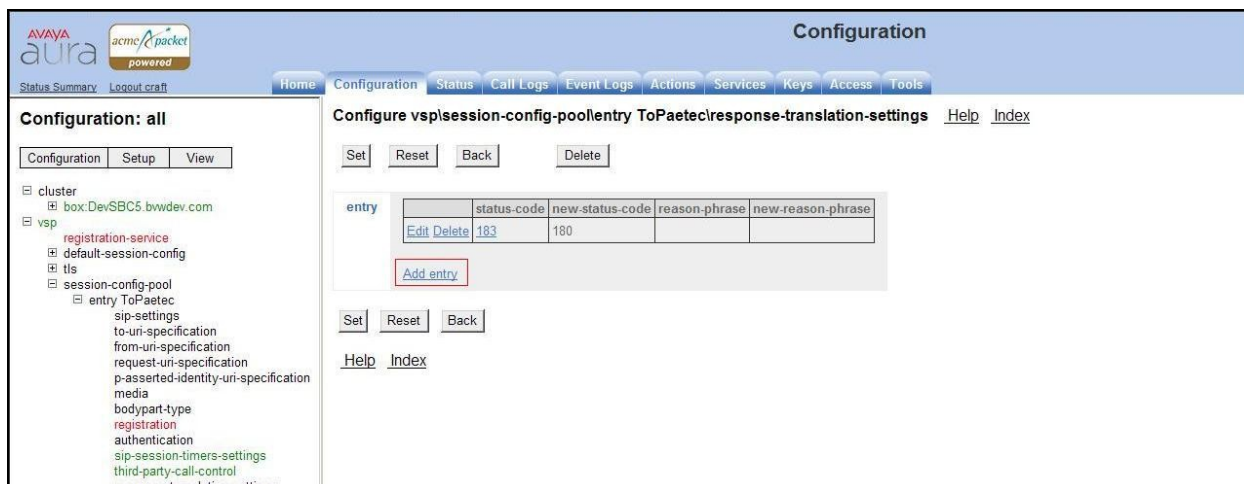 AVAYA
aura
acme packet
powered
Configuration
Status Summary Logout craft
Home Configuration Status Call Logs Event Logs Actions Services Keys Access Tools
Configuration: all
Configuration Setup View
cluster
box:DevSBC5.bvwdev.com
vsp
registration-service
default-session-config
tls
session-config-pool
entry ToPaetec
sip-settings
to-uri-specification
from-uri-specification
request-uri-specification
p-asserted-identity-uri-specification
media
bodypart-type
registration
authentication
sip-session-timers-settings
third-party-call-control
Configure vsp\session-config-pool\entry ToPaetec\response-translation-settings Help Index
Set Reset Back Delete
entry
status-code new-status-code reason-phrase new-reason-phrase
Edit Delete 183 180
Add entry
Set Reset Back
Help Index